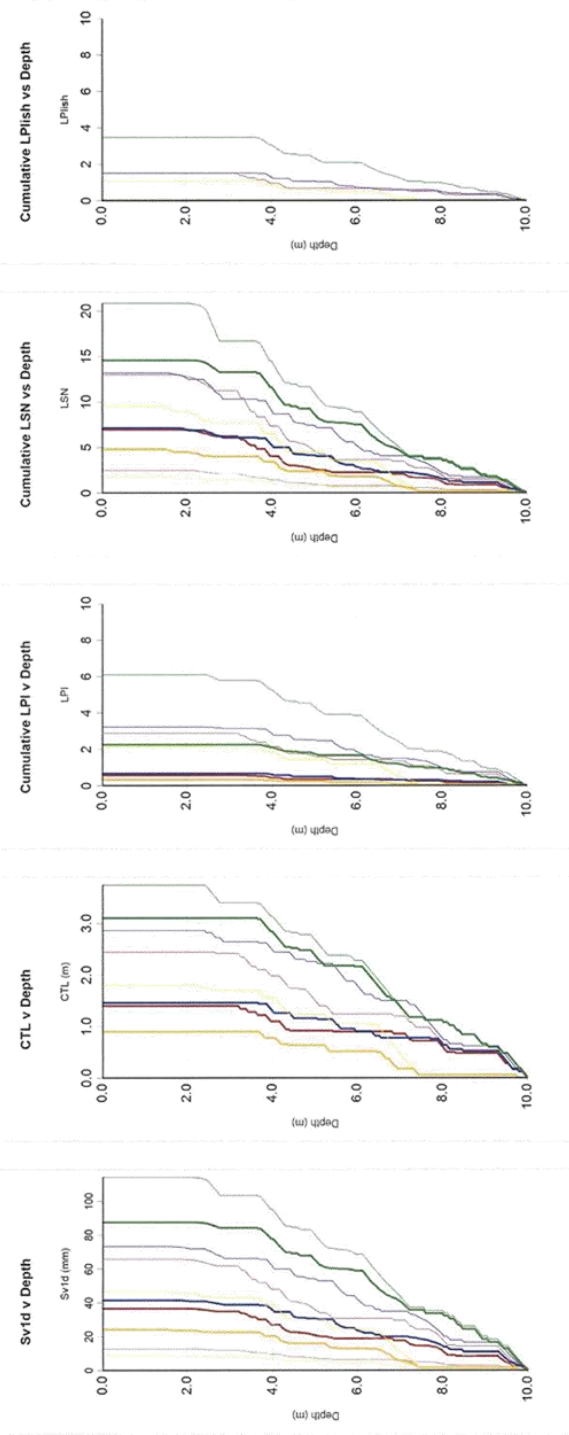 Sv1d v Depth
Sv1d (mm)
0 20 40 60 80 100
0.0
2.0
4.0
Depth (m)
6.0
8.0
10.0
CTL v Depth
CTL (m)
0.0 1.0 2.0 3.0
0.0
2.0
4.0
Depth (m)
6.0
8.0
10.0
Cumulative LPI v Depth
LPI
0 2 4 6 8 10
0.0
2.0
4.0
Depth (m)
6.0
8.0
10.0
Cumulative LSN vs Depth
LSN
0 5 10 15 20
0.0
2.0
4.0
Depth (m)
6.0
8.0
10.0
Cumulative LPIish vs Depth
LPIish
0 2 4 6 8 10
0.0
2.0
4.0
Depth (m)
6.0
8.0
10.0